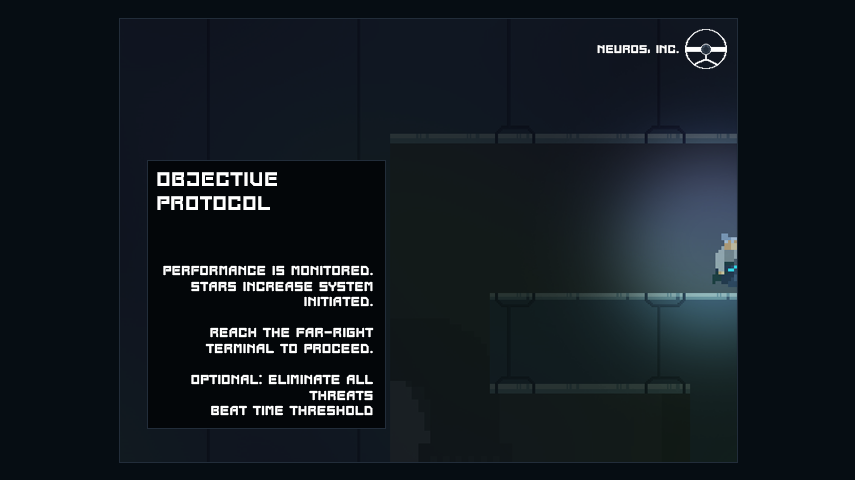 NEUROS, INC.
OBJECTIVE
PROTOCOL
PERFORMANCE IS MONITORED.
STARS INCREASE SYSTEM
INITIATED.
REACH THE FAR-RIGHT
TERMINAL TO PROCEED.
OPTIONAL: ELIMINATE ALL
THREATS
BEAT TIME THRESHOLD